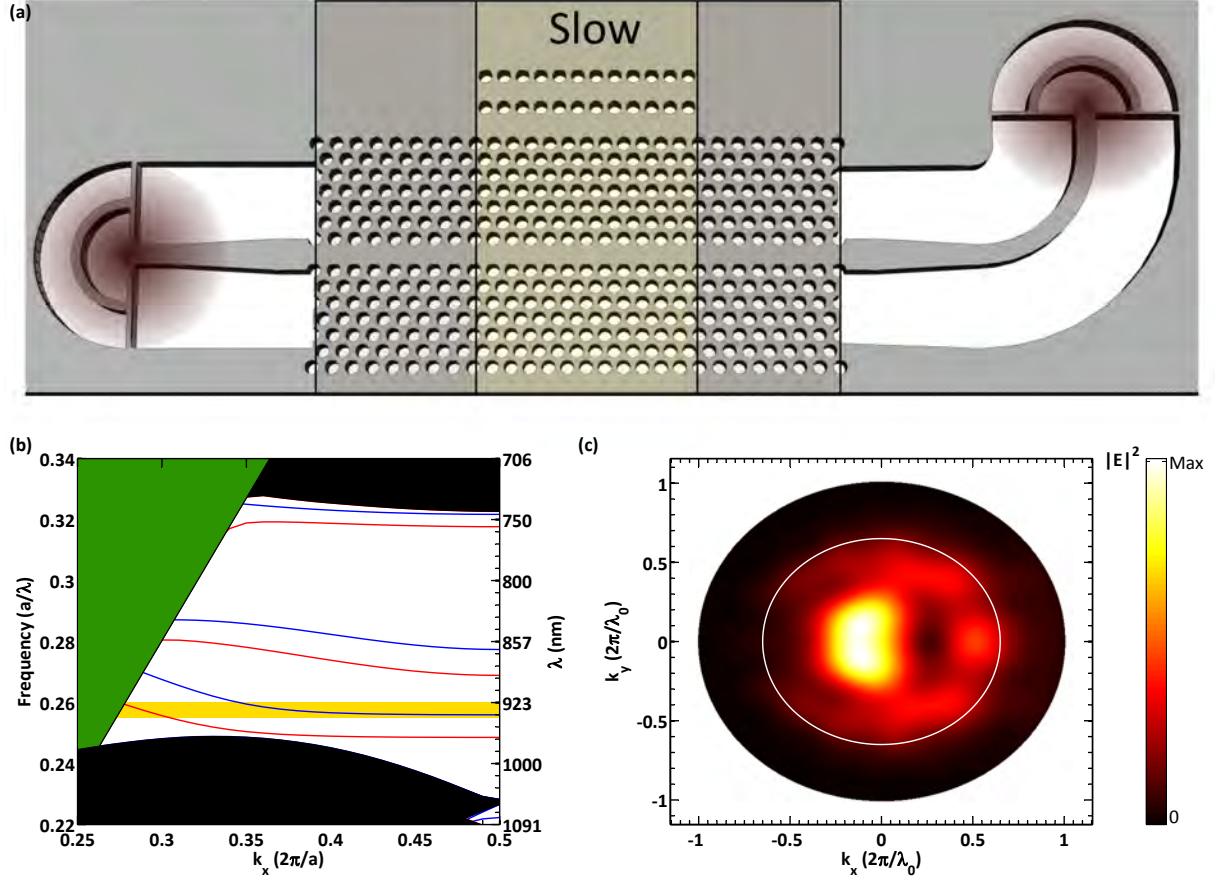 (a)
Slow
(b)
0.34
0.32
0.3
0.28
0.26
0.24
0.22
Frequency (a/λ)
0.25
0.3
0.35
0.4
0.45
0.5
k_x (2π/a)
706
750
800
857
923
1000
1091
λ (nm)
(c)
1
0.5
0
-0.5
-1
k_y (2π/λ_0)
-1
-0.5
0
0.5
1
k_x (2π/λ_0)
|E|²
Max
0